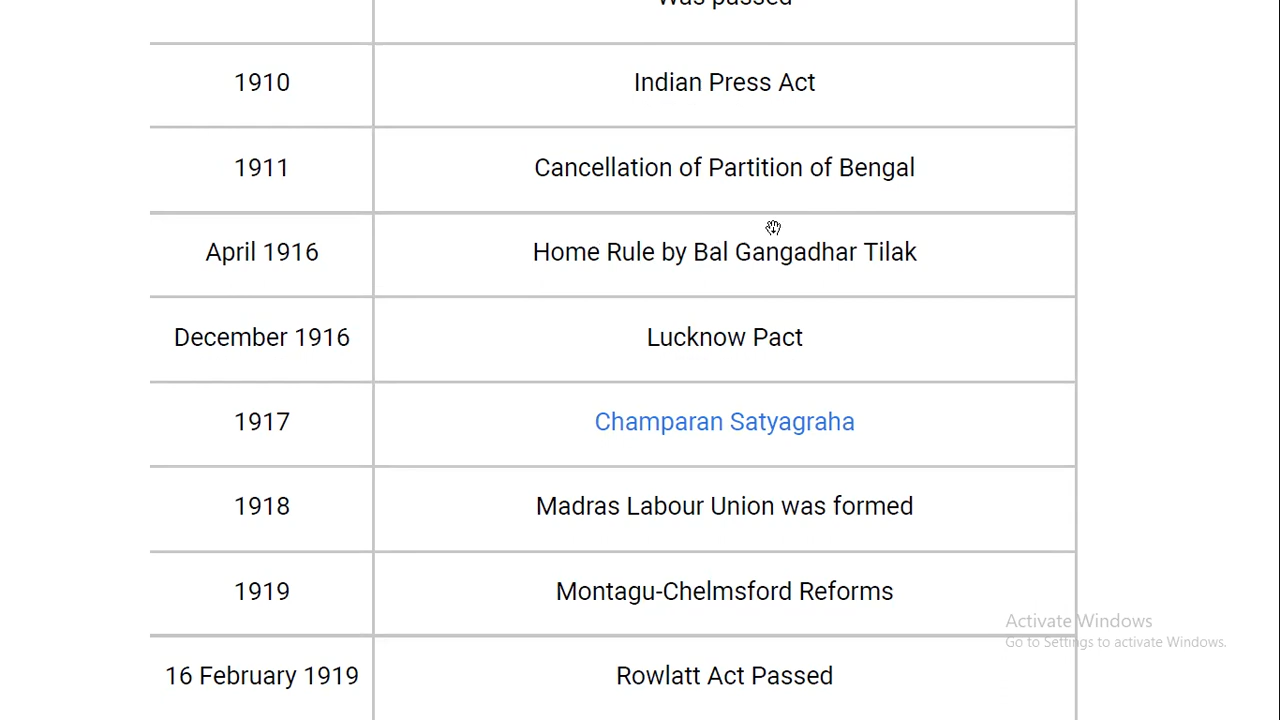 Was passed
1910 Indian Press Act
1911 Cancellation of Partition of Bengal
April 1916 Home Rule by Bal Gangadhar Tilak
December 1916 Lucknow Pact
1917 Champaran Satyagraha
1918 Madras Labour Union was formed
1919 Montagu-Chelmsford Reforms
Activate Windows
Go to Settings to activate Windows.
16 February 1919 Rowlatt Act Passed